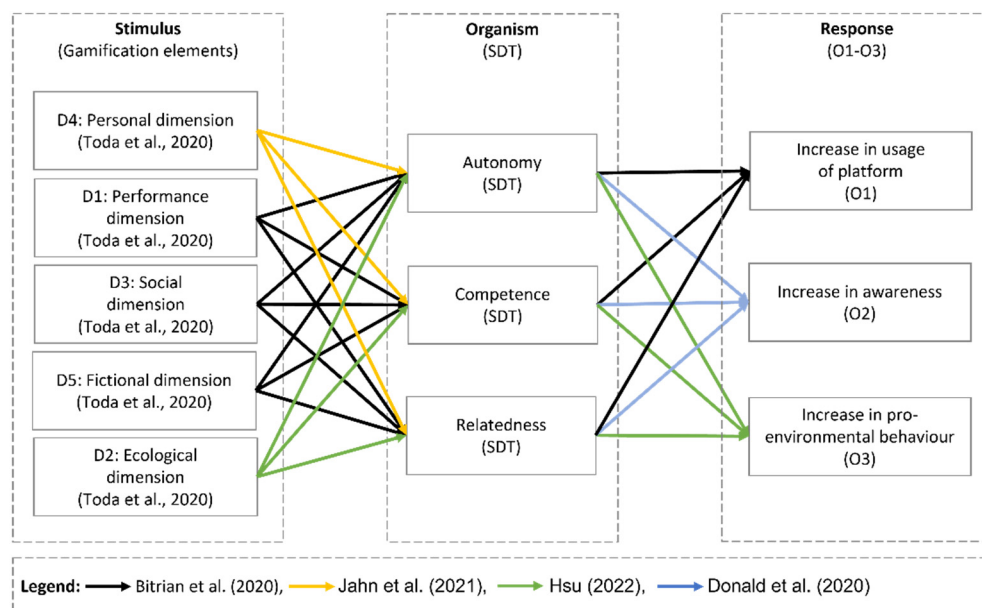 Stimulus
(Gamification elements)
D4: Personal dimension
(Toda et al., 2020)
D1: Performance
dimension
(Toda et al., 2020)
D3: Social
dimension
(Toda et al., 2020)
D5: Fictional dimension
(Toda et al., 2020)
D2: Ecological
dimension
(Toda et al., 2020)
Organism
(SDT)
Autonomy
(SDT)
Competence
(SDT)
Relatedness
(SDT)
Response
(O1-O3)
Increase in usage
of platform
(O1)
Increase in awareness
(O2)
Increase in pro-
environmental behaviour
(O3)
Legend: Bitrian et al. (2020), Jahn et al. (2021), Hsu (2022), Donald et al. (2020)